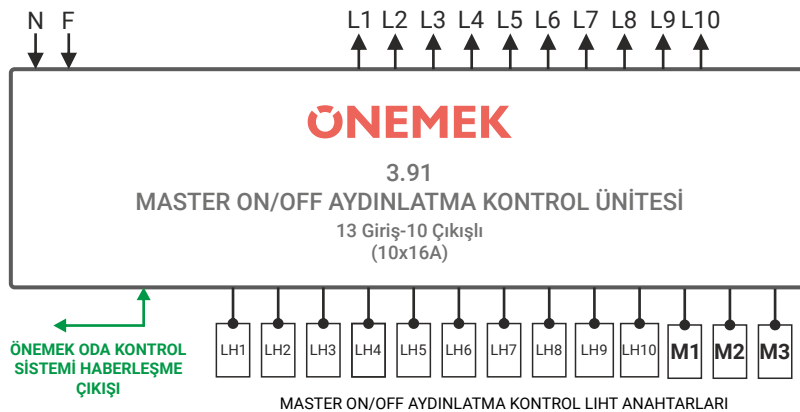 N F L1 L2 L3 L4 L5 L6 L7 L8 L9 L10
ÖNEMEK
3.91
MASTER ON/OFF AYDINLATMA KONTROL ÜNİTESİ
13 Giriş-10 Çıkışlı
(10x16A)
LH1 LH2 LH3 LH4 LH5 LH6 LH7 LH8 LH9 LH10 M1 M2 M3
ÖNEMEK ODA KONTROL
SİSTEMİ HABERLEŞME
ÇIKIŞI
MASTER ON/OFF AYDINLATMA KONTROL LIHT ANAHTARLARI